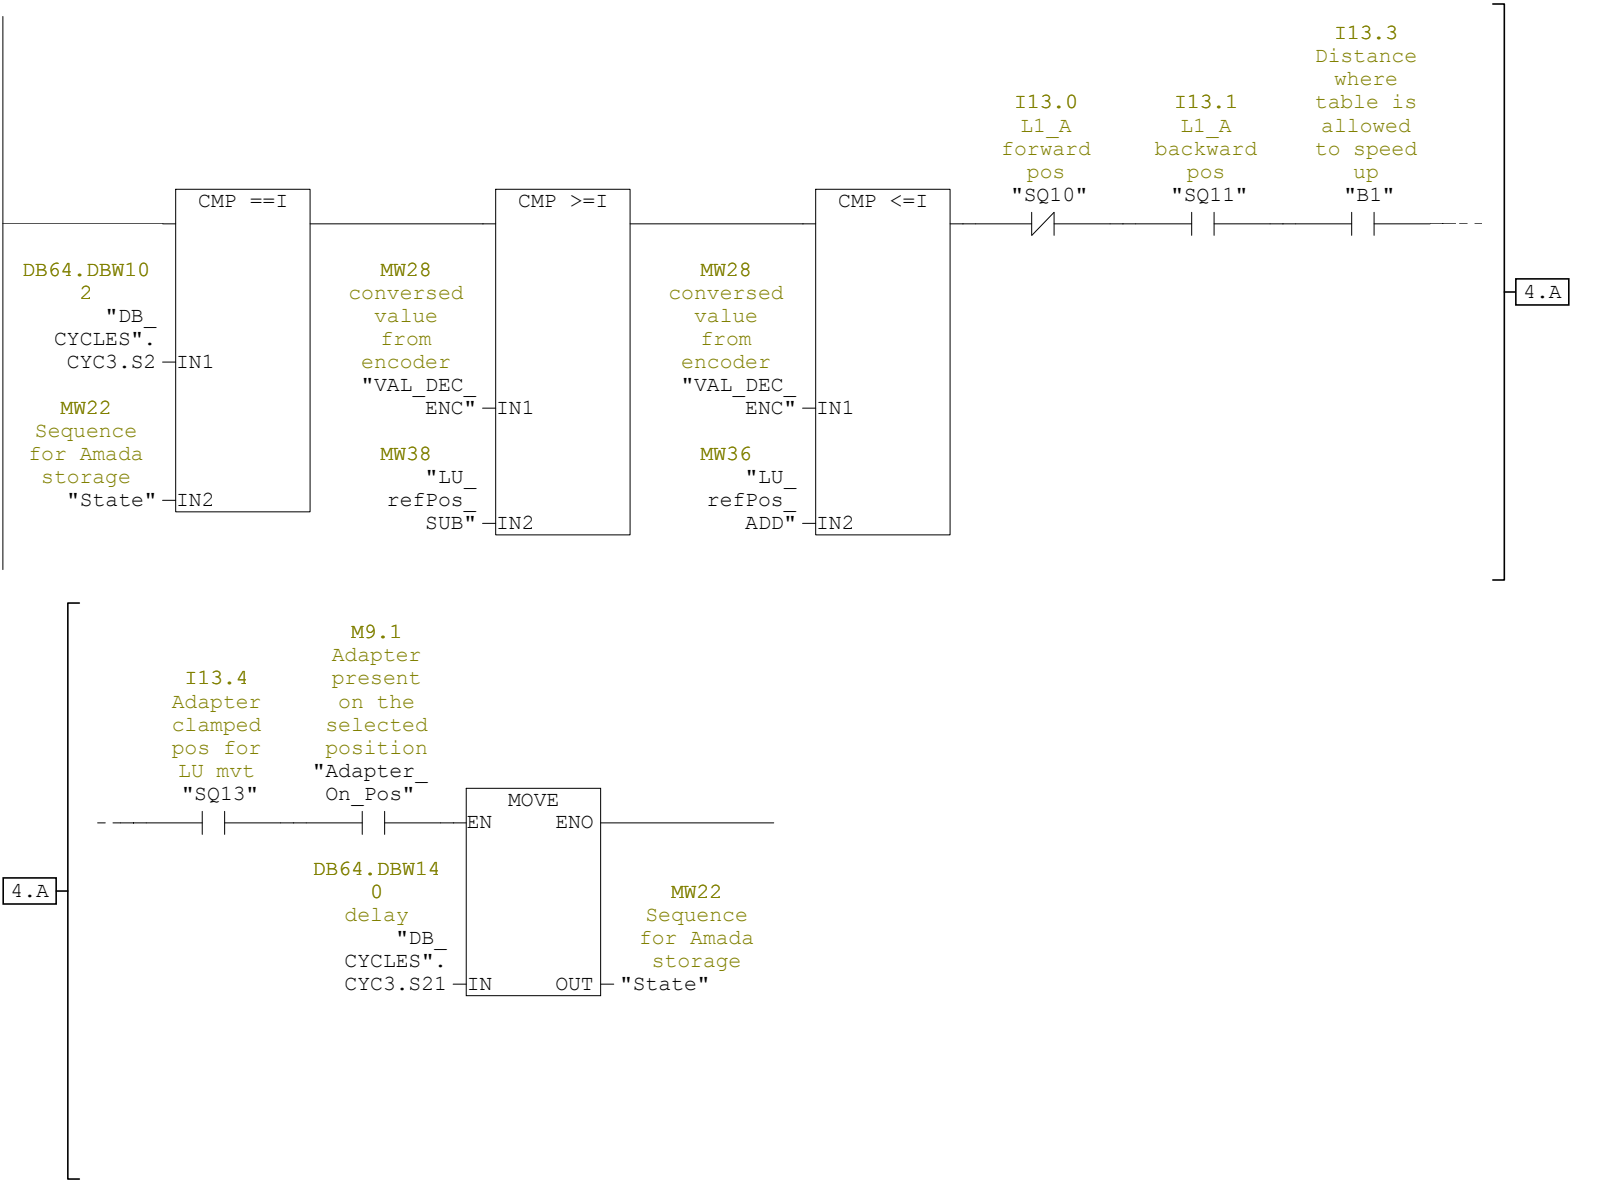 I13.3
Distance
where
table is
allowed
to speed
up
"B1"
I13.0
L1_A
forward
pos
"SQ10"
I13.1
L1_A
backward
pos
"SQ11"
CMP ==I
DB64.DBW10
2
"DB_
CYCLES".
CYC3.S2
IN1
MW22
Sequence
for Amada
storage
"State"
IN2
CMP >=I
MW28
conversed
value
from
encoder
"VAL_DEC_
ENC"
IN1
MW38
"LU_
refPos_
SUB"
IN2
CMP <=I
MW28
conversed
value
from
encoder
"VAL_DEC_
ENC"
IN1
MW36
"LU_
refPos_
ADD"
IN2
4.A
4.A
I13.4
Adapter
clamped
pos for
LU mvt
"SQ13"
M9.1
Adapter
present
on the
selected
position
"Adapter_
On_Pos"
MOVE
EN ENO
DB64.DBW14
0
delay
"DB_
CYCLES".
CYC3.S21
IN OUT
MW22
Sequence
for Amada
storage
"State"